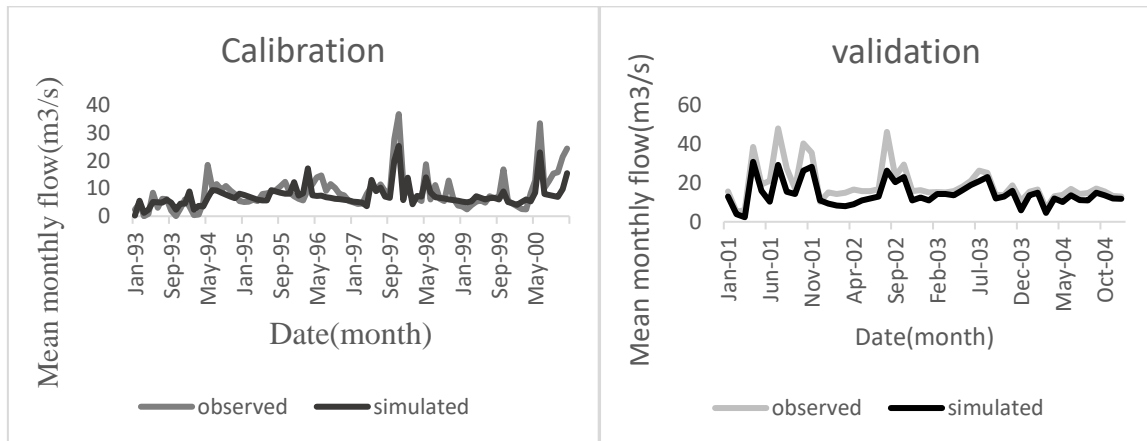 Calibration
Mean monthly flow(m3/s)
40
30
20
10
0
Jan-93
Sep-93
May-94
Jan-95
Sep-95
May-96
Jan-97
Sep-97
May-98
Jan-99
Sep-99
May-00
Date(month)
observed simulated
validation
Mean monthly flow(m3/s)
60
40
20
0
Jan-01
Jun-01
Nov-01
Apr-02
Sep-02
Feb-03
Jul-03
Dec-03
May-04
Oct-04
Date(month)
observed simulated